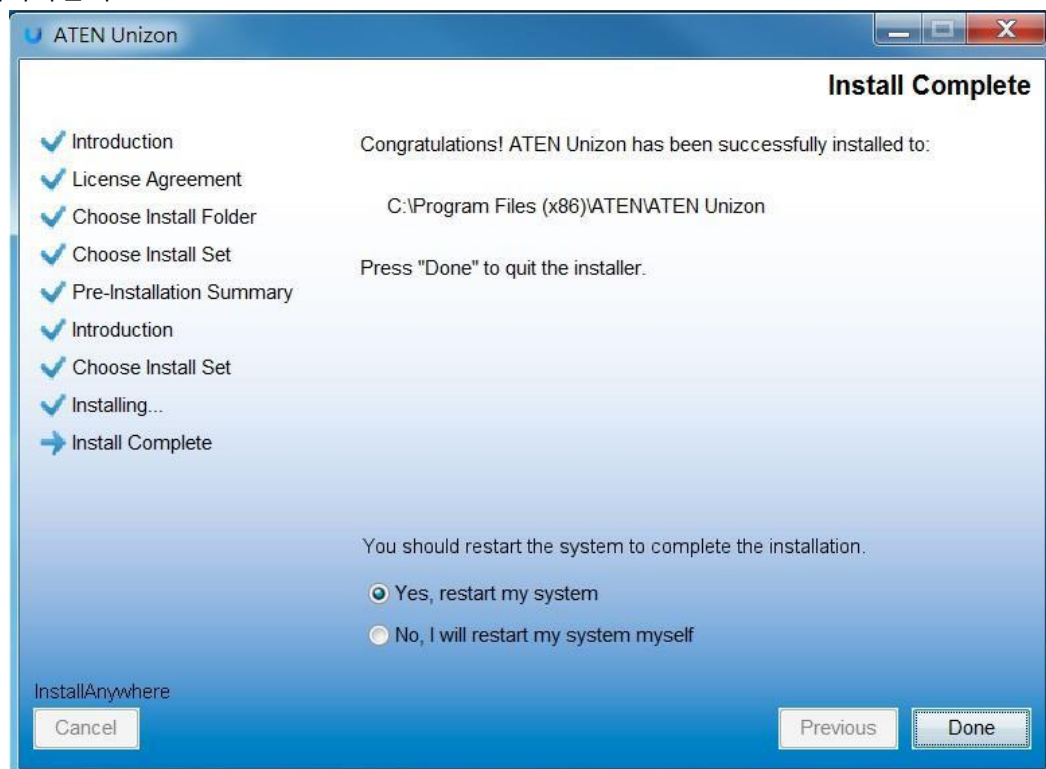 ATEN Unizon
Install Complete
Introduction
License Agreement
Choose Install Folder
Choose Install Set
Pre-Installation Summary
Introduction
Choose Install Set
Installing...
Install Complete
Congratulations! ATEN Unizon has been successfully installed to:
C:\Program Files (x86)\ATEN\ATEN Unizon
Press "Done" to quit the installer.
You should restart the system to complete the installation.
Yes, restart my system
No, I will restart my system myself
InstallAnywhere
Cancel
Previous
Done